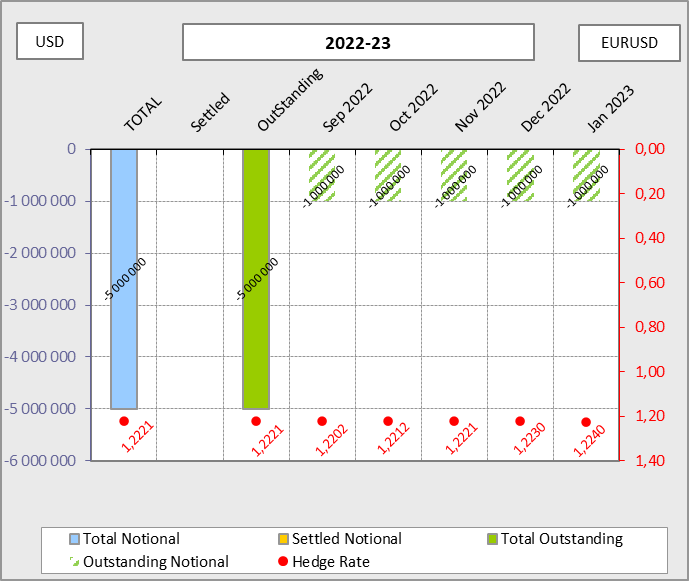 USD
2022-23
EURUSD
TOTAL
Settled
OutStanding
Sep 2022
Oct 2022
Nov 2022
Dec 2022
Jan 2023
0
-1 000 000
-2 000 000
-3 000 000
-4 000 000
-5 000 000
-6 000 000
-5 000 000
-5 000 000
-1 000 000
-1 000 000
-1 000 000
-1 000 000
-1 000 000
0,00
0,20
0,40
0,60
0,80
1,00
1,20
1,40
1,2221
1,2221
1,2202
1,2212
1,2221
1,2230
1,2240
Total Notional
Settled Notional
Total Outstanding
Outstanding Notional
Hedge Rate